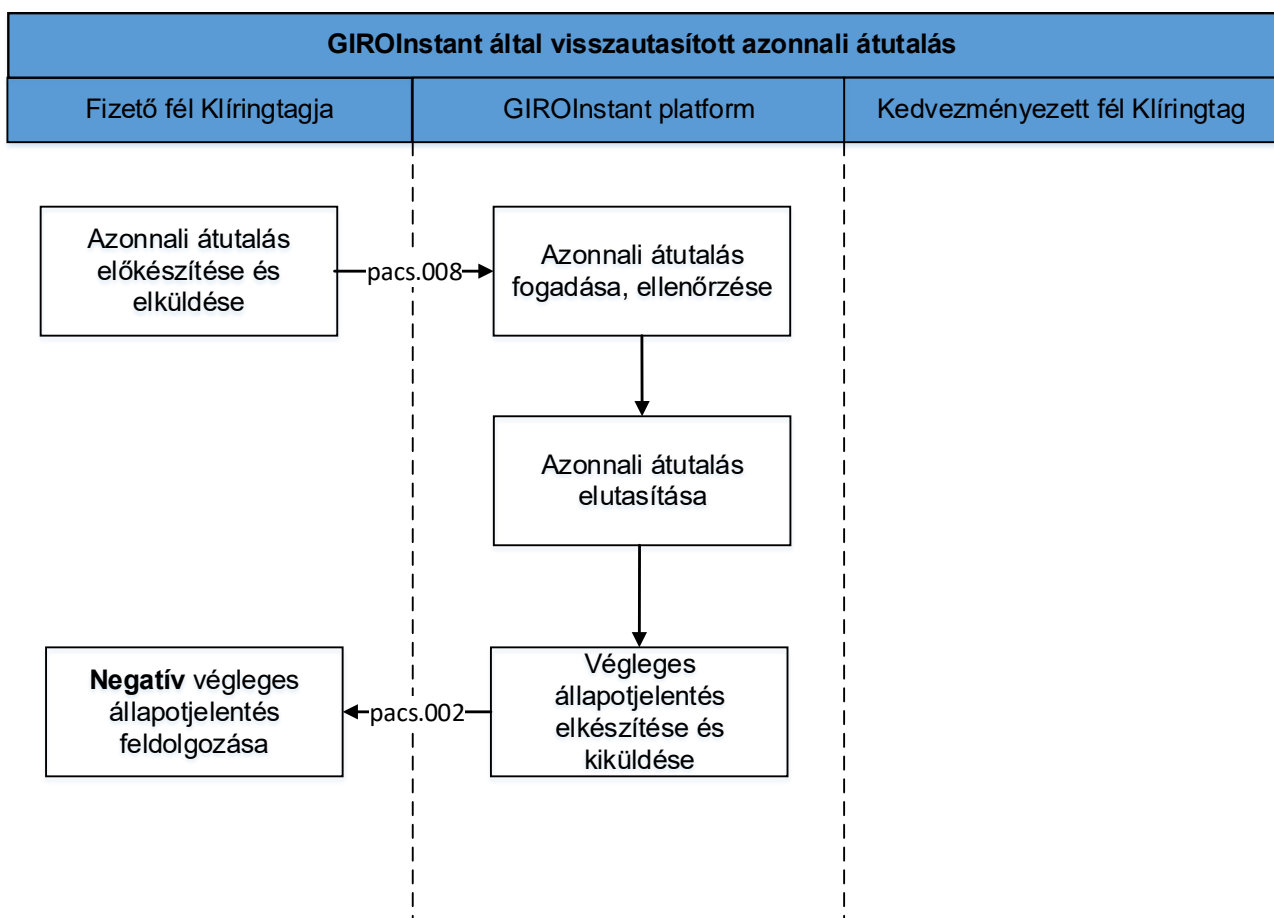 GIROInstant által visszautasított azonnali átutalás
Fizető fél Klíringtagja
GIROInstant platform
Kedvezményezett fél Klíringtag
Azonnali átutalás
előkészítése és
elküldése
pacs.008
Azonnali átutalás
fogadása, ellenőrzése
Azonnali átutalás
elutasítása
Végleges
állapotjelentés
elkészítése és
kiküldése
pacs.002
Negatív végleges
állapotjelentés
feldolgozása